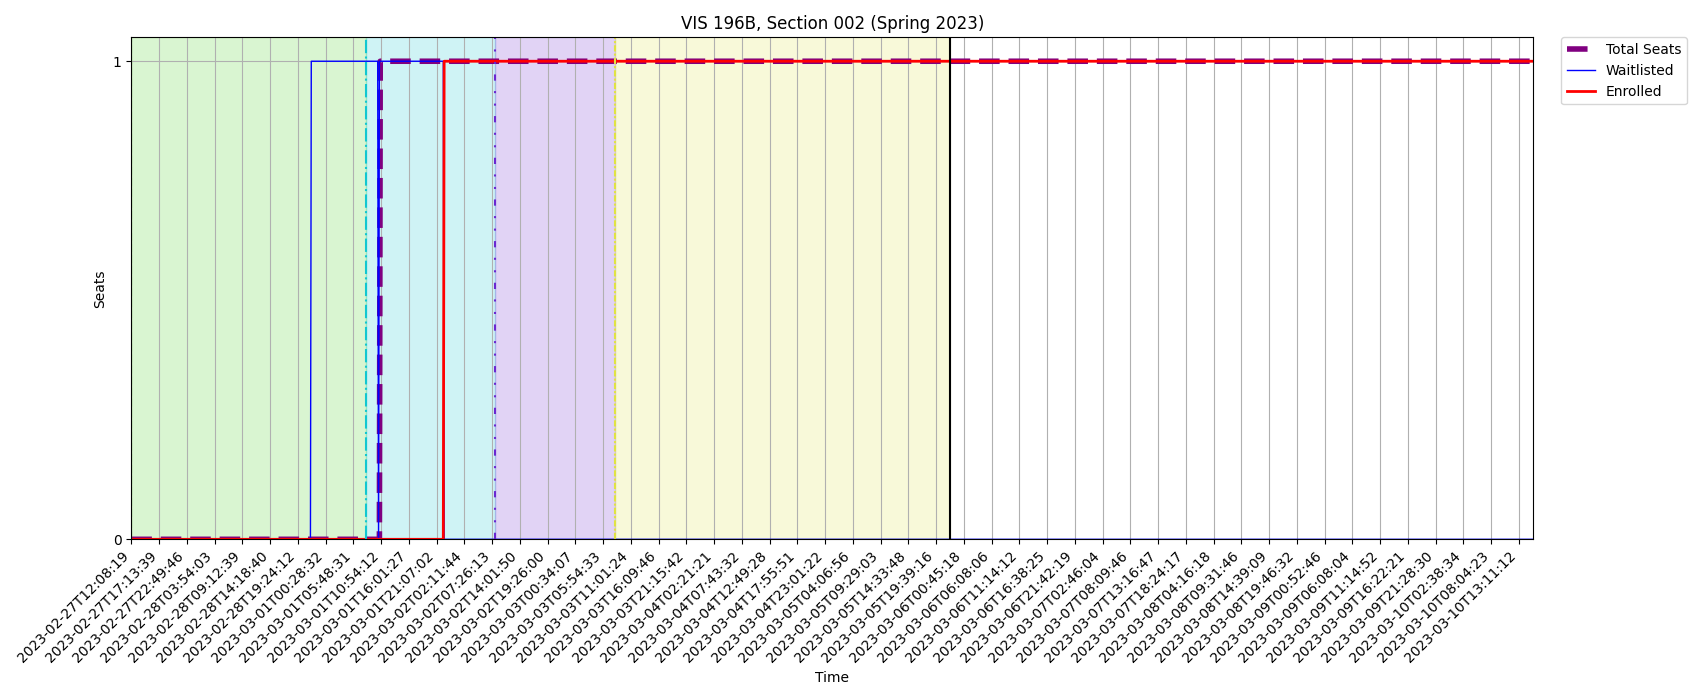 VIS 196B, Section 002 (Spring 2023)
Total Seats
Waitlisted
Enrolled
Seats
1
0
2023-02-27T12:08:19
2023-02-27T17:13:39
2023-02-27T22:49:46
2023-02-28T03:54:03
2023-02-28T09:12:39
2023-02-28T14:18:40
2023-02-28T19:24:12
2023-03-01T00:28:32
2023-03-01T05:48:31
2023-03-01T10:54:12
2023-03-01T16:01:27
2023-03-01T21:07:02
2023-03-02T02:11:44
2023-03-02T07:26:13
2023-03-02T14:01:50
2023-03-02T19:26:00
2023-03-03T00:34:07
2023-03-03T05:54:33
2023-03-03T11:01:24
2023-03-03T16:09:46
2023-03-03T21:15:42
2023-03-04T02:21:21
2023-03-04T07:43:32
2023-03-04T12:49:28
2023-03-04T17:55:51
2023-03-04T23:01:22
2023-03-05T04:06:56
2023-03-05T09:29:03
2023-03-05T14:33:48
2023-03-05T19:39:16
2023-03-06T00:45:18
2023-03-06T06:08:06
2023-03-06T11:14:12
2023-03-06T16:38:25
2023-03-06T21:42:19
2023-03-07T02:46:04
2023-03-07T08:09:46
2023-03-07T13:16:47
2023-03-07T18:24:17
2023-03-08T04:16:18
2023-03-08T09:31:46
2023-03-08T14:39:09
2023-03-08T19:46:32
2023-03-09T00:52:46
2023-03-09T06:08:04
2023-03-09T11:14:52
2023-03-09T16:22:21
2023-03-09T21:28:30
2023-03-10T02:38:34
2023-03-10T08:04:23
2023-03-10T13:11:12
Time